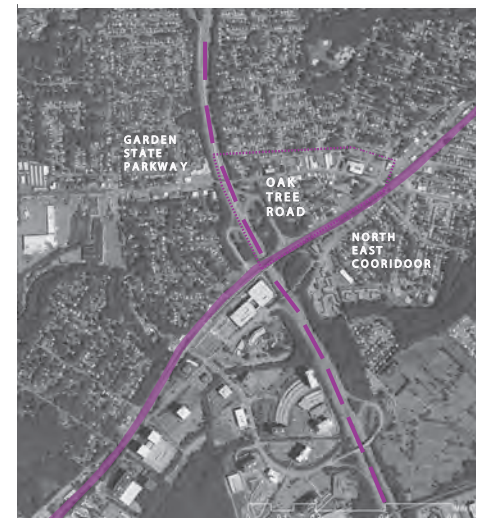 GARDEN
STATE
PARKWAY
OAK
TREE
ROAD
NORTH
EAST
COORIDOOR